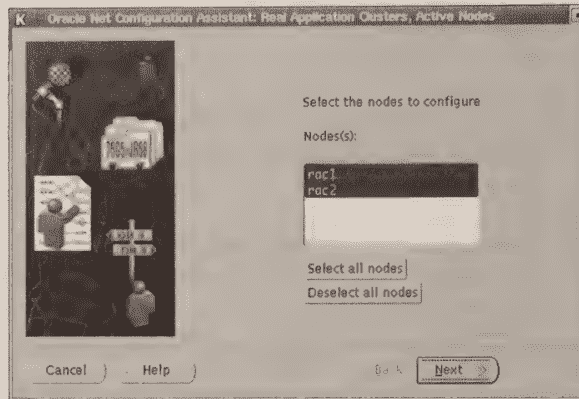 Oracle Net Configuration Assistant: Real Application Clusters, Active Nodes
Select the nodes to configure
Nodes(s):
rac1
rac2
Select all nodes
Deselect all nodes
Cancel
Help
Back
Next